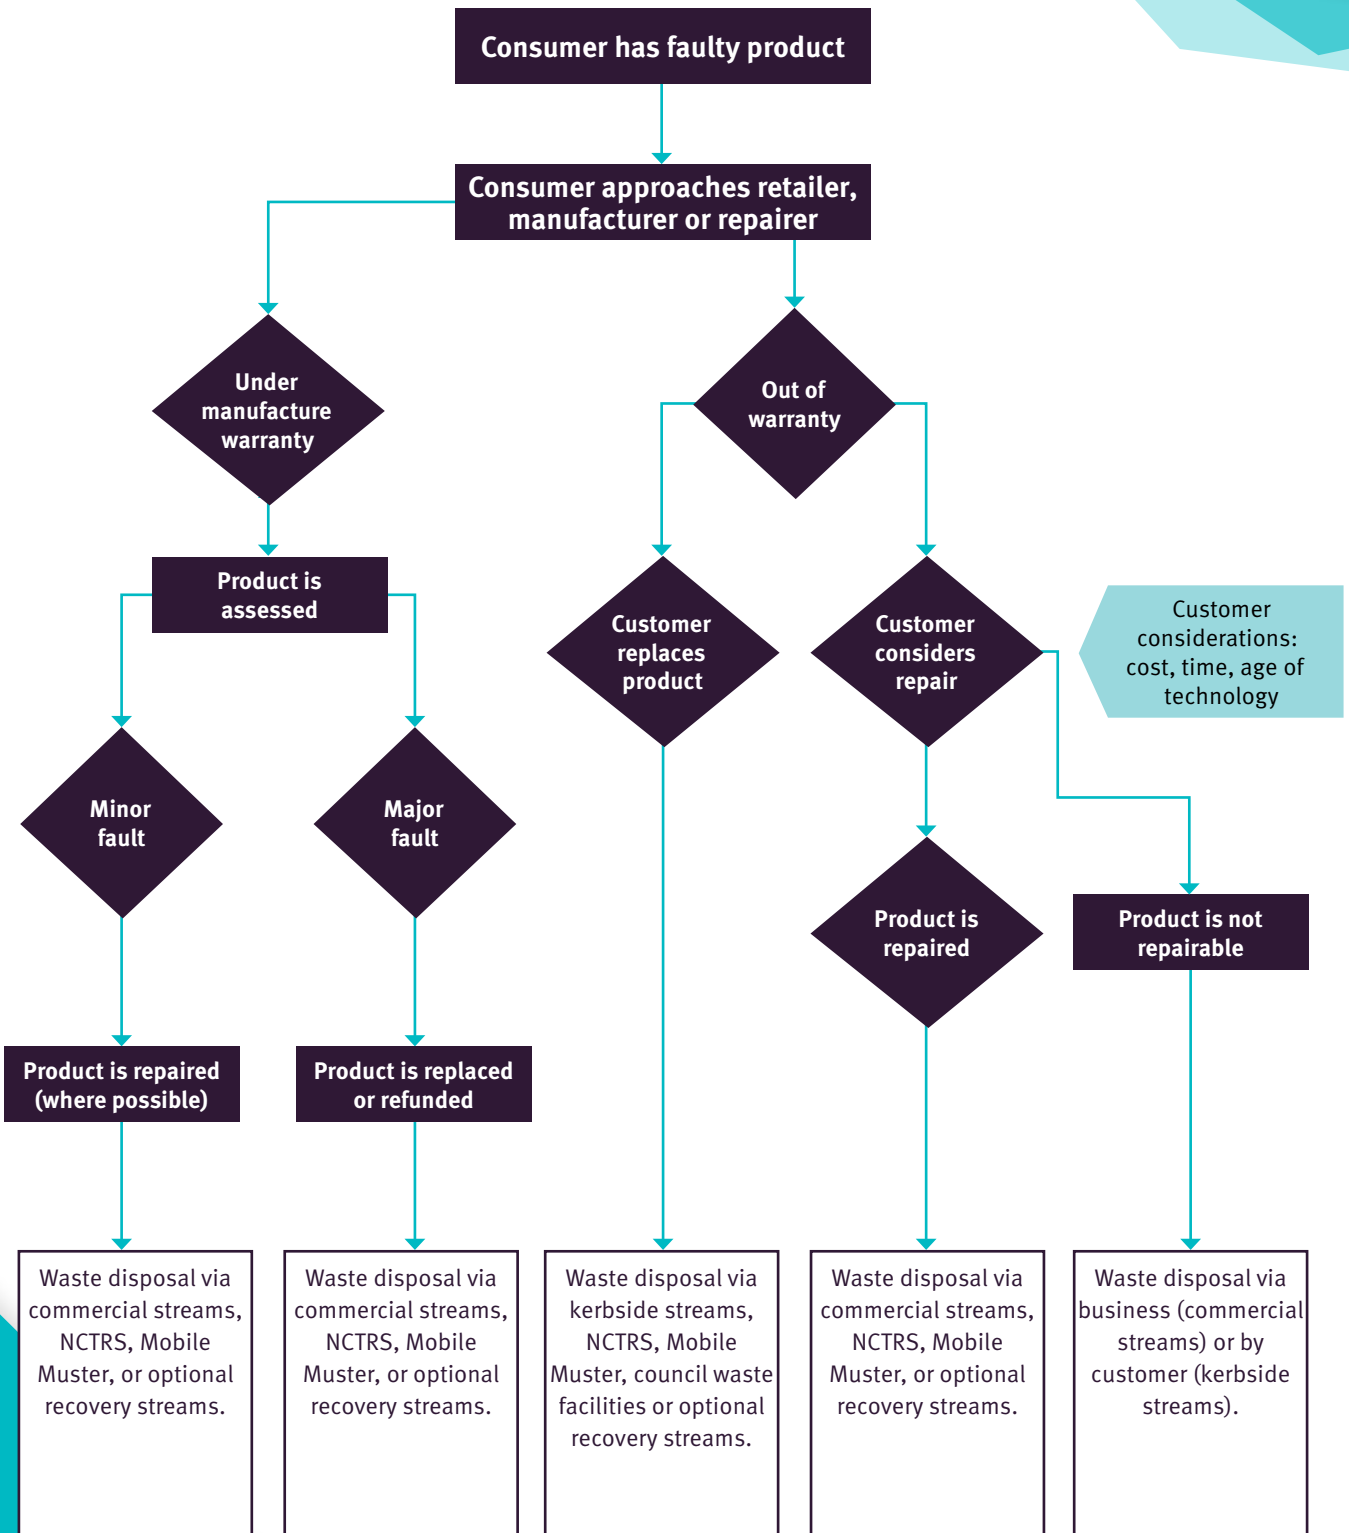 Consumer has faulty product
Consumer approaches retailer,
manufacturer or repairer
Under
manufacture
warranty
Out of
warranty
Product is
assessed
Customer
replaces
product
Customer
considers
repair
Customer
considerations:
cost, time, age of
technology
Minor
fault
Major
fault
Product is
repaired
Product is not
repairable
Product is repaired
(where possible)
Product is replaced
or refunded
Waste disposal via
commercial streams,
NCTRS, Mobile
Muster, or optional
recovery streams.
Waste disposal via
commercial streams,
NCTRS, Mobile
Muster, or optional
recovery streams.
Waste disposal via
kerbside streams,
NCTRS, Mobile
Muster, council waste
facilities or optional
recovery streams.
Waste disposal via
commercial streams,
NCTRS, Mobile
Muster, or optional
recovery streams.
Waste disposal via
business (commercial
streams) or by
customer (kerbside
streams).